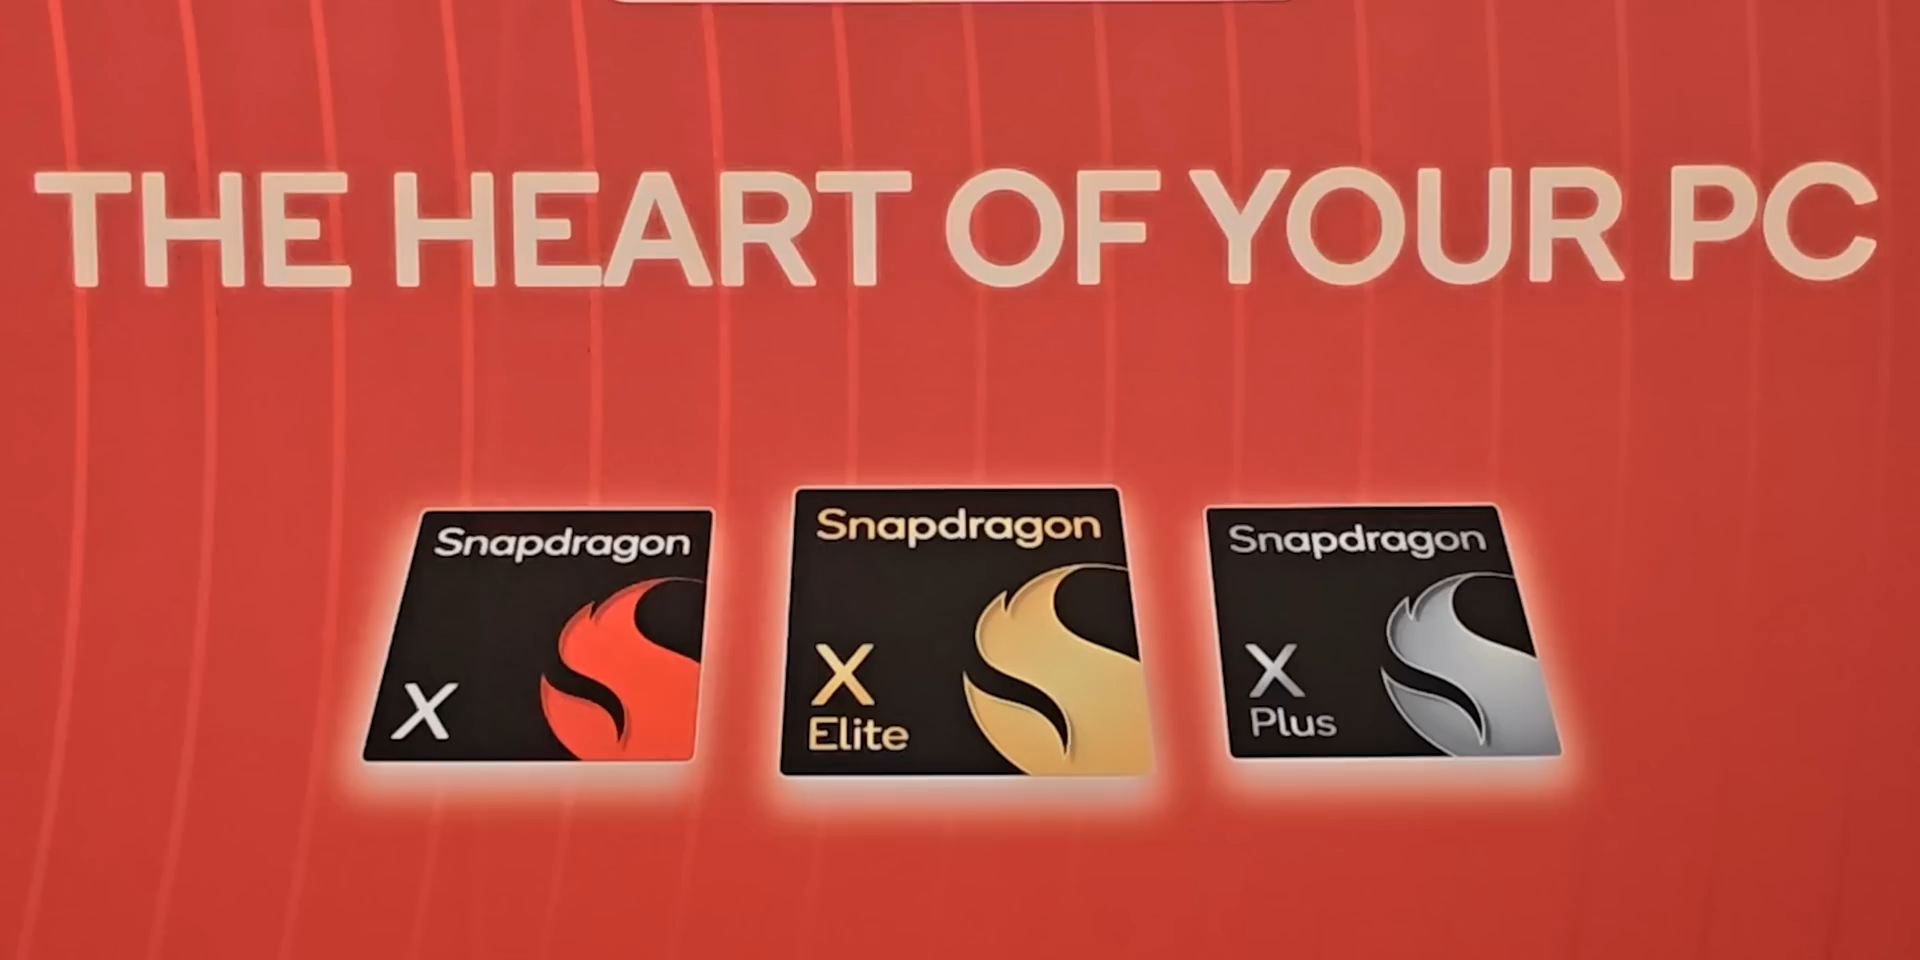 THE HEART OF YOUR PC
Snapdragon
X
Snapdragon
X
Elite
Snapdragon
X
Plus